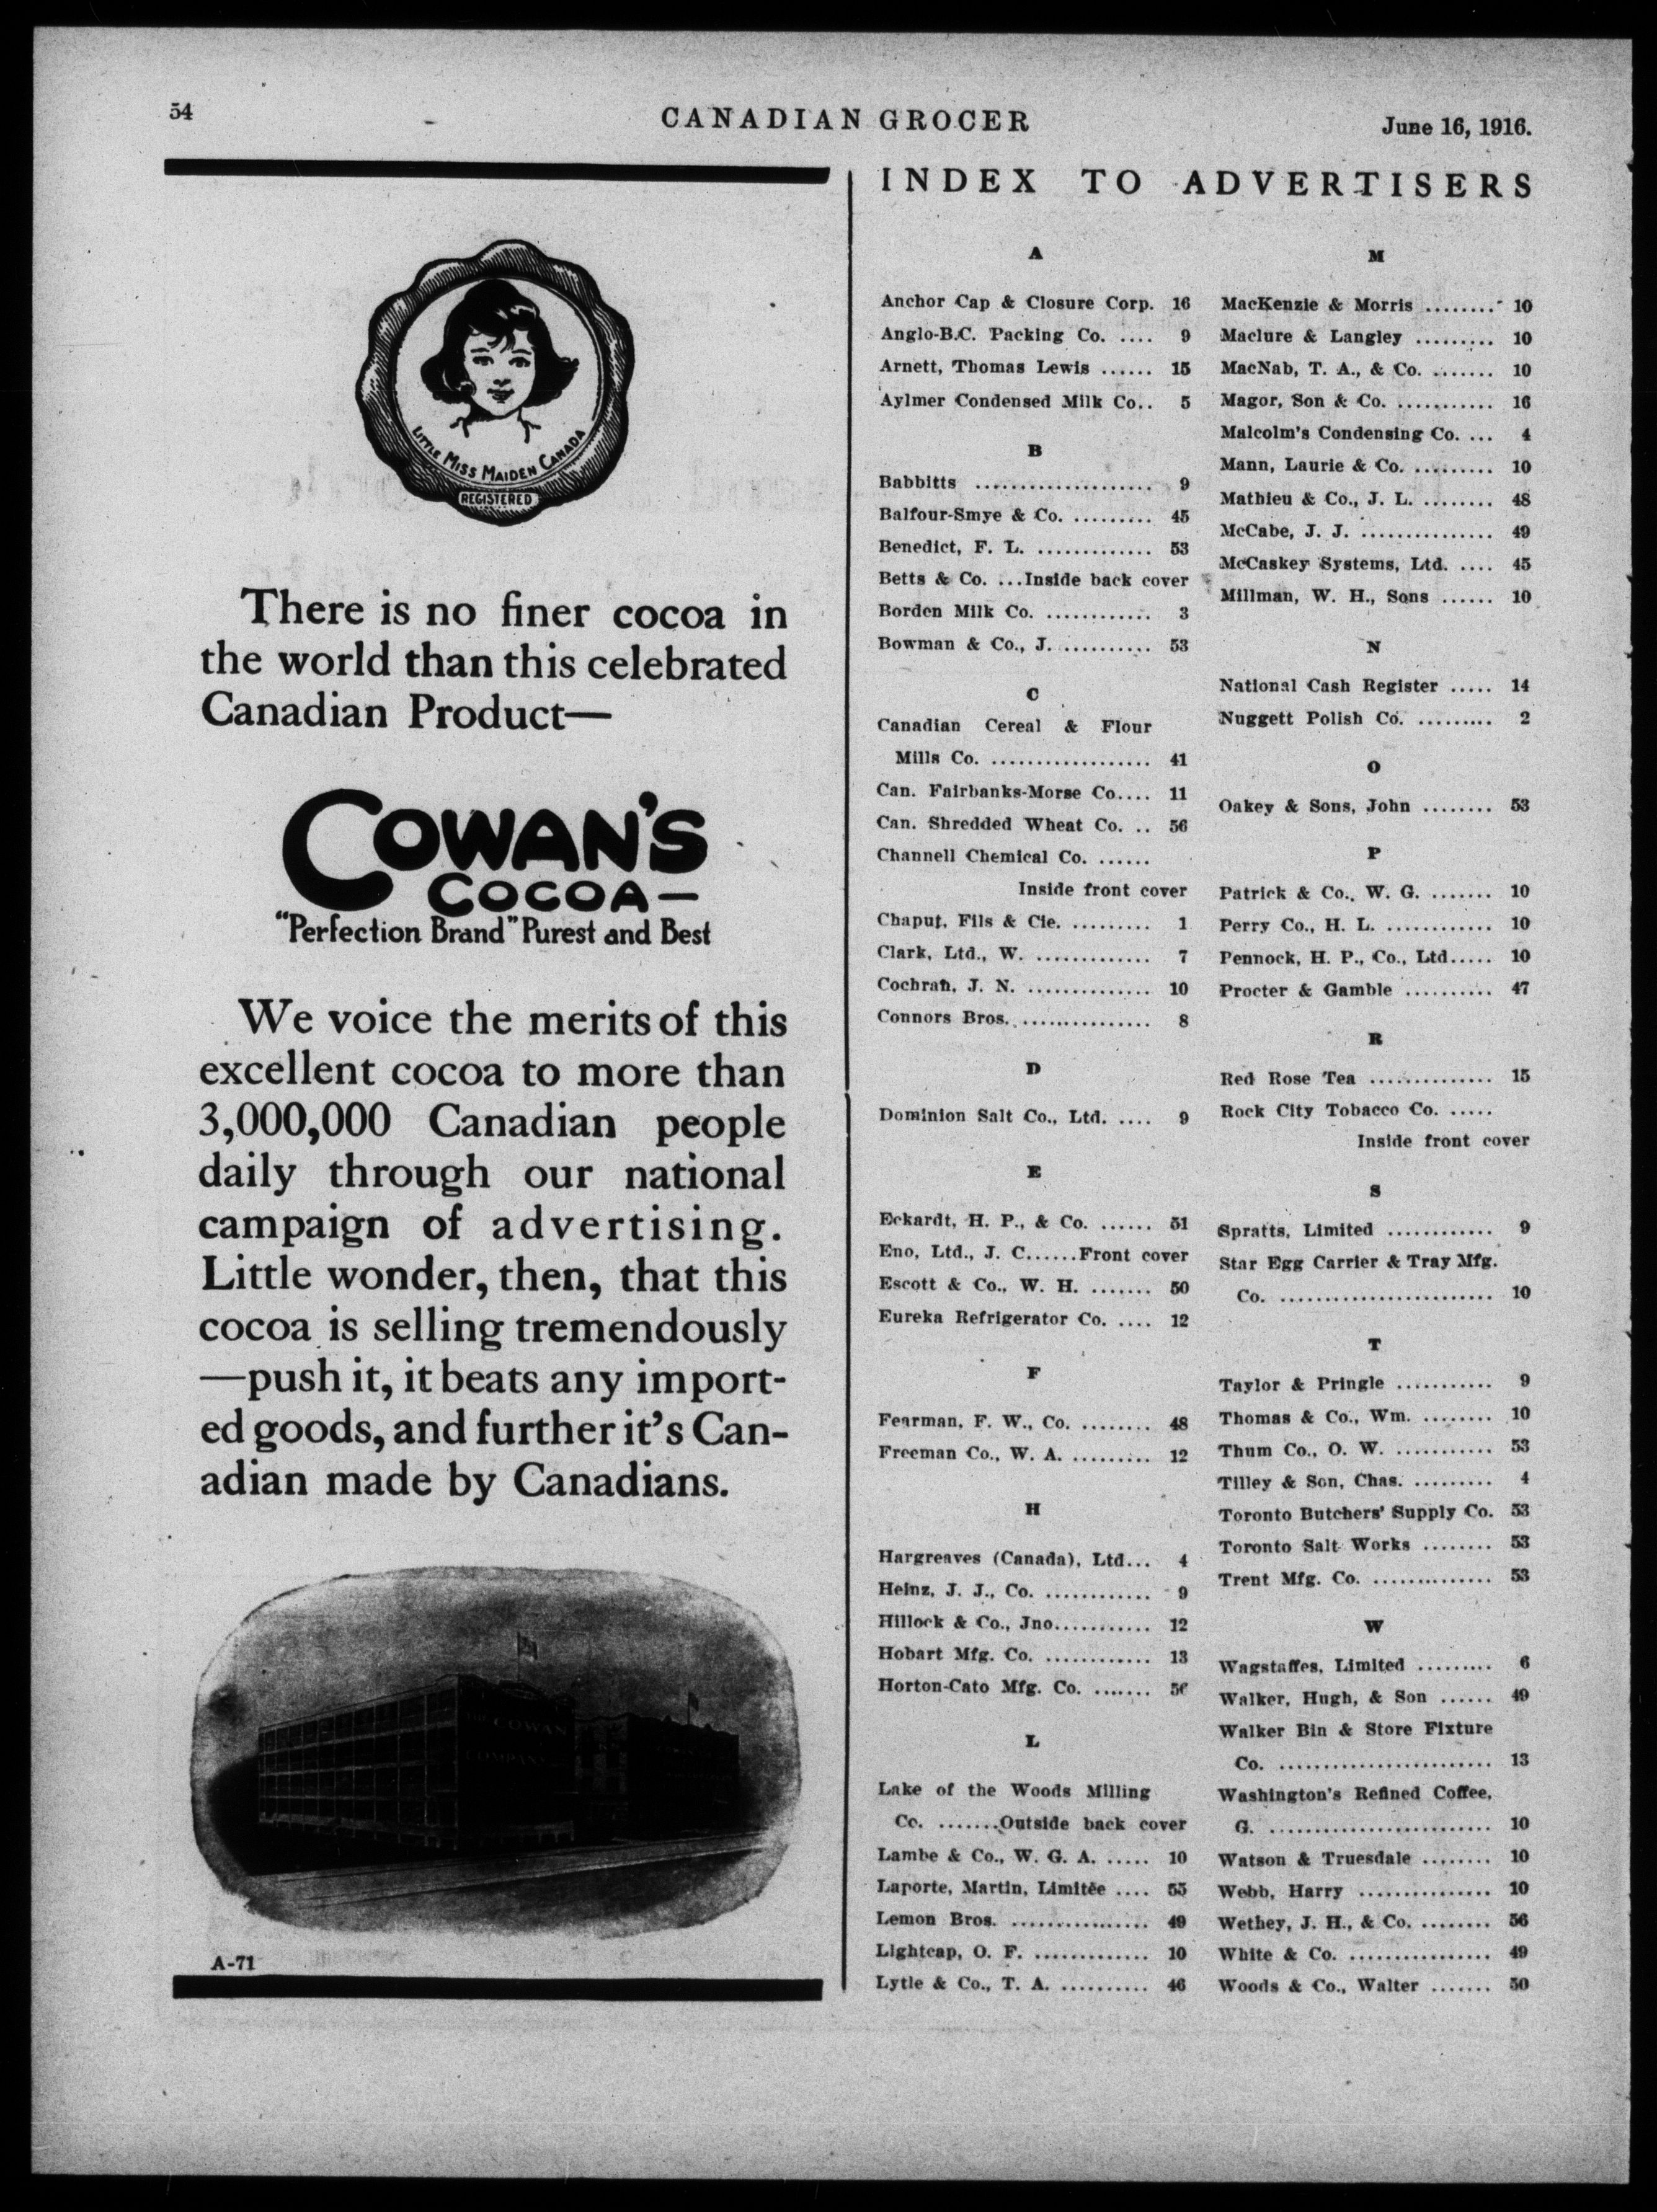 54
CANADIAN GROCER
June 16, 1916.
LITTLE MISS MAIDEN CANADA
REGISTERED
There is no finer cocoa in
the world than this celebrated
Canadian Product—
COWAN'S
COCOA—
"Perfection Brand" Purest and Best
We voice the merits of this
excellent cocoa to more than
3,000,000 Canadian people
daily through our national
campaign of advertising.
Little wonder, then, that this
cocoa is selling tremendously
—push it, it beats any import-
ed goods, and further it's Can-
adian made by Canadians.
COWAN
COMPANY
A-71
INDEX TO ADVERTISERS
A
Anchor Cap & Closure Corp. 16
Anglo-B.C. Packing Co. .... 9
Arnett, Thomas Lewis ...... 15
Aylmer Condensed Milk Co.. 5
B
Babbitts .................... 9
Balfour-Smye & Co. ......... 45
Benedict, F. L. ............. 53
Betts & Co. ...Inside back cover
Borden Milk Co. ............ 3
Bowman & Co., J. .......... 53
C
Canadian Cereal & Flour
Mills Co. .................. 41
Can. Fairbanks-Morse Co.... 11
Can. Shredded Wheat Co. .. 56
Channell Chemical Co. ......
Inside front cover
Chaput, Fils & Cie. ......... 1
Clark, Ltd., W. ............. 7
Cochran, J. N. .............. 10
Connors Bros. ............... 8
D
Dominion Salt Co., Ltd. .... 9
E
Eckardt, H. P., & Co. ...... 51
Eno, Ltd., J. C......Front cover
Escott & Co., W. H. ....... 50
Eureka Refrigerator Co. .... 12
F
Fearman, F. W., Co. ........ 48
Freeman Co., W. A. ......... 12
H
Hargreaves (Canada), Ltd... 4
Heinz, J. J., Co. ............ 9
Hillock & Co., Jno........... 12
Hobart Mfg. Co. ............ 13
Horton-Cato Mfg. Co. .......
L
Lake of the Woods Milling
Co. .......Outside back cover
Lambe & Co., W. G. A. ..... 10
Laporte, Martin, Limitée .... 55
Lemon Bros. ................ 49
Lightcap, O. F. ............. 10
Lytle & Co., T. A. .......... 46
M
MacKenzie & Morris ........ 10
Maclure & Langley ......... 10
MacNab, T. A., & Co. ....... 10
Magor, Son & Co. ........... 16
Malcolm's Condensing Co. ... 4
Mann, Laurie & Co. ......... 10
Mathieu & Co., J. L. ........ 48
McCabe, J. J. ............... 49
McCaskey Systems, Ltd. .... 45
Millman, W. H., Sons ...... 10
N
National Cash Register ..... 14
Nuggett Polish Co. ......... 2
O
Oakey & Sons, John ........ 53
P
Patrick & Co., W. G. ....... 10
Perry Co., H. L. ............ 10
Pennock, H. P., Co., Ltd..... 10
Procter & Gamble .......... 47
R
Red Rose Tea .............. 15
Rock City Tobacco Co. .....
Inside front cover
S
Spratts, Limited ............ 9
Star Egg Carrier & Tray Mfg.
Co. ........................ 10
T
Taylor & Pringle ........... 9
Thomas & Co., Wm. ........ 10
Thum Co., O. W. ........... 53
Tilley & Son, Chas. ......... 4
Toronto Butchers' Supply Co. 53
Toronto Salt Works ........ 53
Trent Mfg. Co. .............. 53
W
Wagstaffes, Limited ......... 6
Walker, Hugh, & Son ...... 49
Walker Bin & Store Fixture
Co. ........................ 13
Washington's Refined Coffee,
G. ......................... 10
Watson & Truesdale ........ 10
Webb, Harry ............... 10
Wethey, J. H., & Co. ........ 56
White & Co. ................ 49
Woods & Co., Walter ....... 50